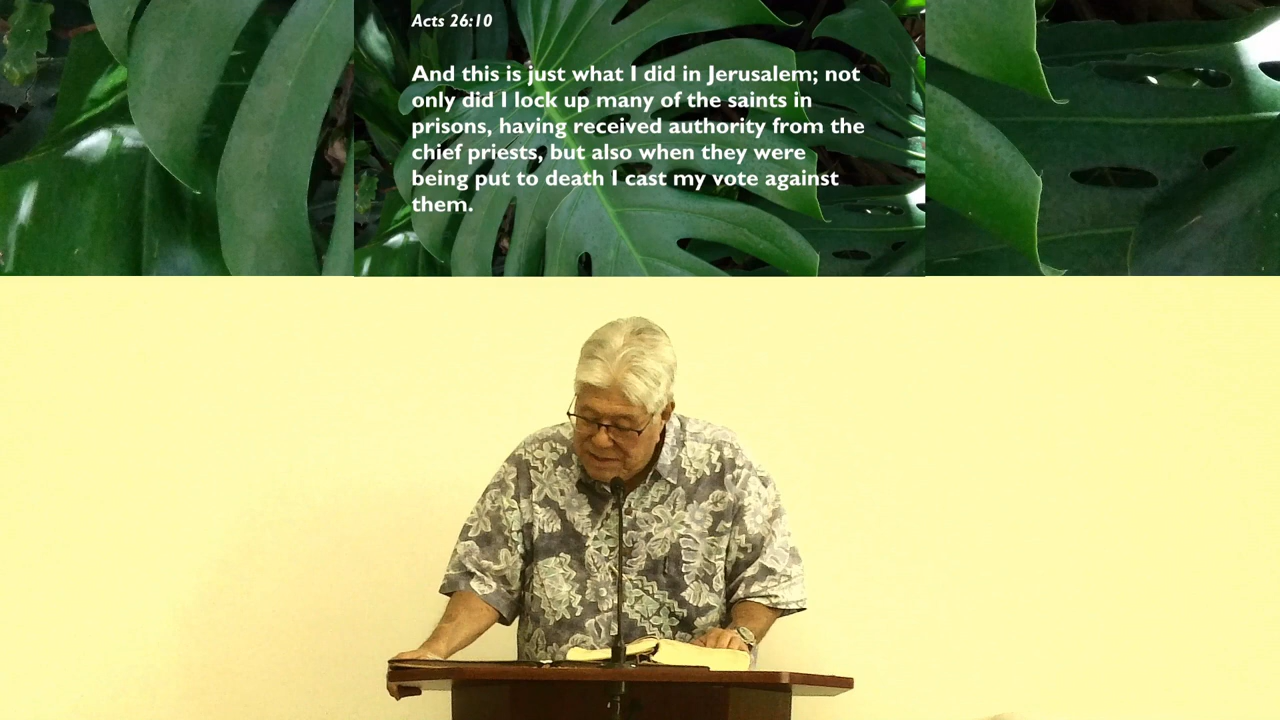 Acts 26:10
And this is just what I did in Jerusalem; not
only did I lock up many of the saints in
prisons, having received authority from the
chief priests, but also when they were
being put to death I cast my vote against
them.